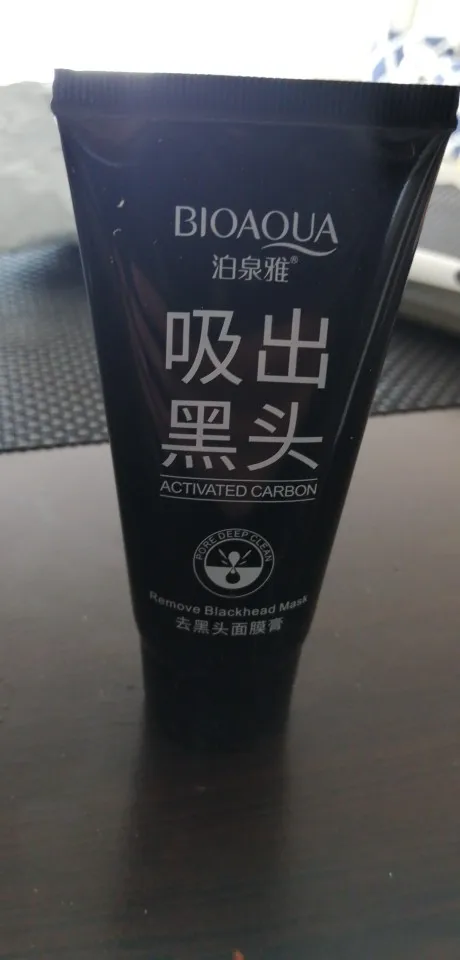 BIOAQUA
泊泉雅®
吸出
黑头
ACTIVATED CARBON
PORE DEEP CLEAN
Remove Blackhead Mask
去黑头面膜膏